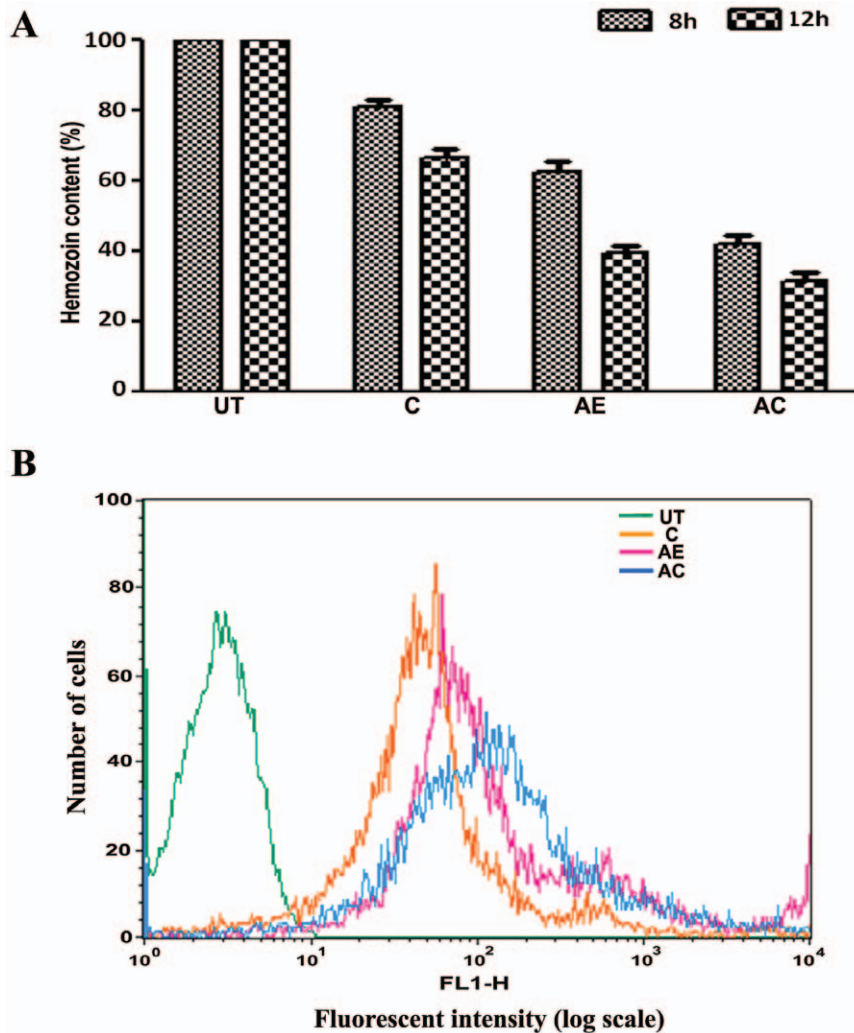 A
8h 12h
Hemozoin content (%)
100
80
60
40
20
0
UT C AE AC
B
Number of cells
100
80
60
40
20
0
UT
C
AE
AC
10^0 10^1 10^2 10^3 10^4
FL1-H
Fluorescent intensity (log scale)